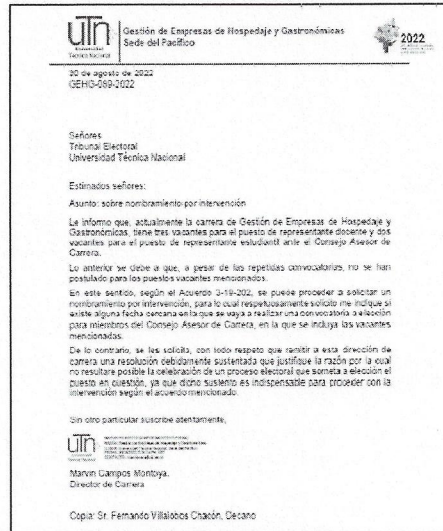 UTN
Universidad
Técnica Nacional
Gestión de Empresas de Hospedaje y Gastronómicas
Sede del Pacífico
2022
30 de agosto de 2022
GEHG-089-2022
Señores
Tribunal Electoral
Universidad Técnica Nacional
Estimados señores:
Asunto: sobre nombramiento por intervención
Le informo que, actualmente la carrera de Gestión de Empresas de Hospedaje y
Gastronómicas, tiene tres vacantes para el puesto de representante docente y dos
vacantes para el puesto de representante estudiantil ante el Consejo Asesor de
Carrera.
Lo anterior se debe a que, a pesar de las repetidas convocatorias, no se han
postulado para los puestos vacantes mencionados.
En este sentido, según el Acuerdo 3-19-202, se puede proceder a solicitar un
nombramiento por intervención, para lo cual respetuosamente solicito me indique si
existe alguna fecha cercana en la que se vaya a realizar una convocatoria a elección
para miembros del Consejo Asesor de Carrera, en la que se incluya las vacantes
mencionadas.
De lo contrario, se les solicita, con todo respeto que remitir a esta dirección de
carrera una resolución debidamente sustentada que justifique la razón por la cual
no resultare posible la celebración de un proceso electoral que someta a elección el
puesto en cuestión, ya que dicho sustento es indispensable para proceder con la
intervención según el acuerdo mencionado.
Sin otro particular suscribe atentamente,
UTN
Marvin Campos Montoya.
Director de Carrera
Copia: Sr. Fernando Villalobos Chacón, Decano